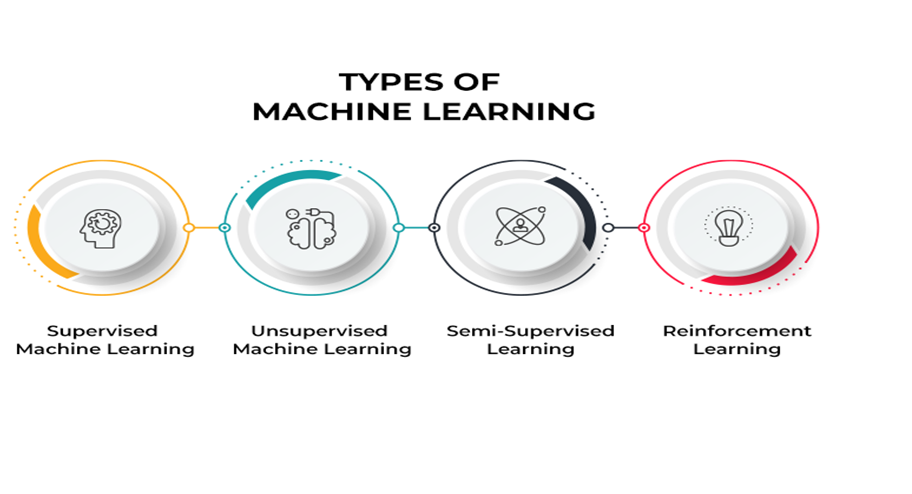 TYPES OF
MACHINE LEARNING
Supervised
Machine Learning
Unsupervised
Machine Learning
Semi-Supervised
Learning
Reinforcement
Learning